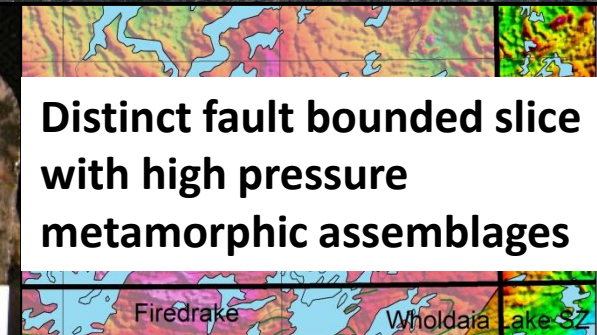 Distinct fault bounded slice
with high pressure
metamorphic assemblages
Firedrake
Wholdaia Lake SZ